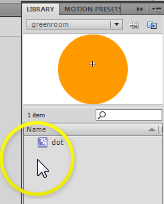 LIBRARY MOTION PRESETS
greenroom
1 item
Name
dot